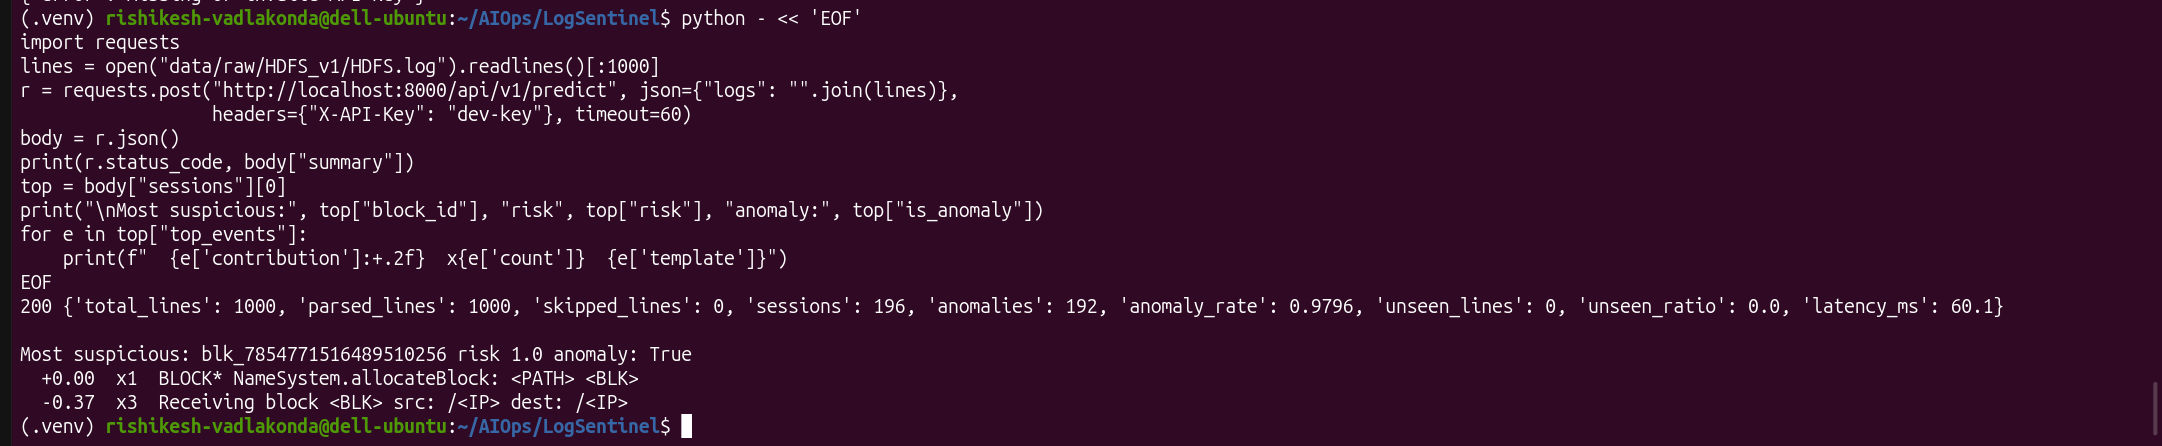 (.venv) rishikesh-vadlakonda@dell-ubuntu:~/AIOps/LogSentinel$ python - << 'EOF'
import requests
lines = open("data/raw/HDFS_v1/HDFS.log").readlines()[:1000]
r = requests.post("http://localhost:8000/api/v1/predict", json={"logs": "".join(lines)},
                  headers={"X-API-Key": "dev-key"}, timeout=60)
body = r.json()
print(r.status_code, body["summary"])
top = body["sessions"][0]
print("\nMost suspicious:", top["block_id"], "risk", top["risk"], "anomaly:", top["is_anomaly"])
for e in top["top_events"]:
    print(f"  {e['contribution']:+.2f}  x{e['count']}  {e['template']}")
EOF
200 {'total_lines': 1000, 'parsed_lines': 1000, 'skipped_lines': 0, 'sessions': 196, 'anomalies': 192, 'anomaly_rate': 0.9796, 'unseen_lines': 0, 'unseen_ratio': 0.0, 'latency_ms': 60.1}

Most suspicious: blk_7854771516489510256 risk 1.0 anomaly: True
  +0.00  x1  BLOCK* NameSystem.allocateBlock: <PATH> <BLK>
  -0.37  x3  Receiving block <BLK> src: /<IP> dest: /<IP>
(.venv) rishikesh-vadlakonda@dell-ubuntu:~/AIOps/LogSentinel$